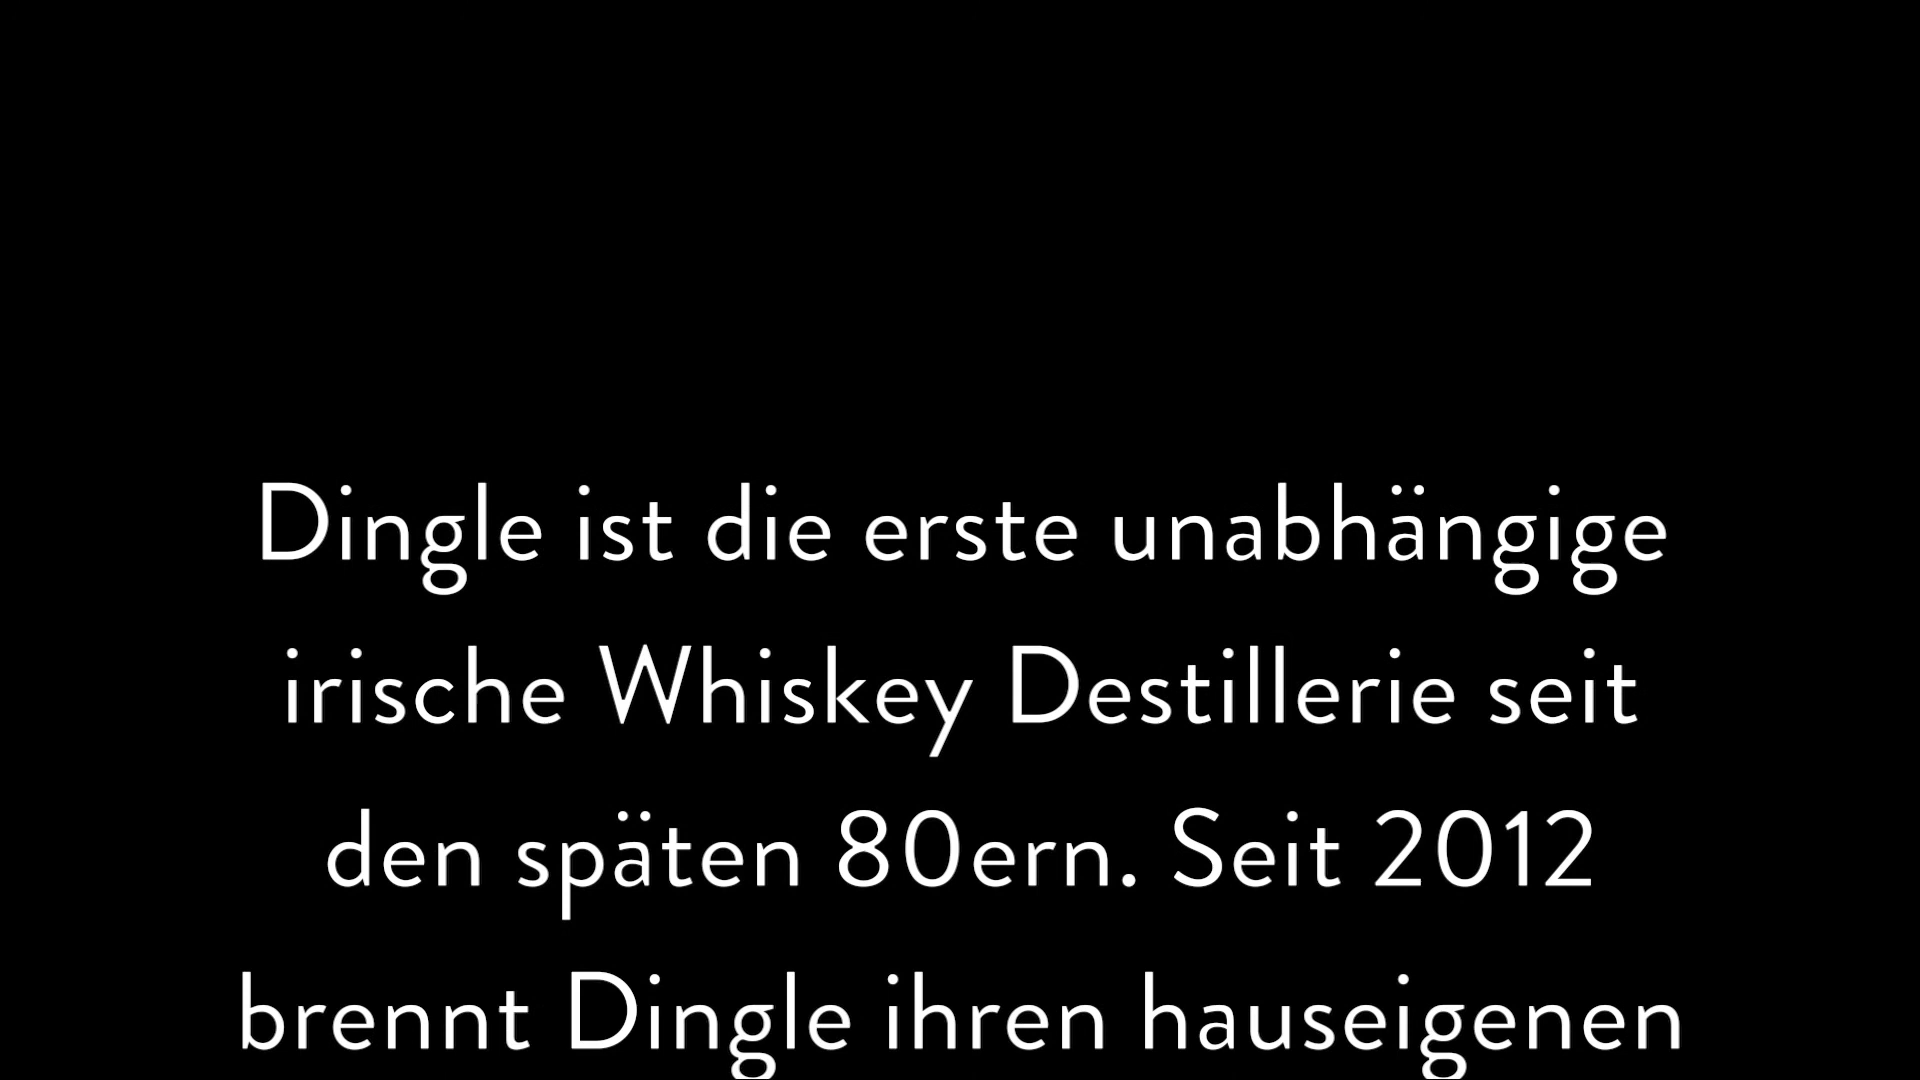 Dingle ist die erste unabhängige
irische Whiskey Destillerie seit
den späten 80ern. Seit 2012
brennt Dingle ihren hauseigenen